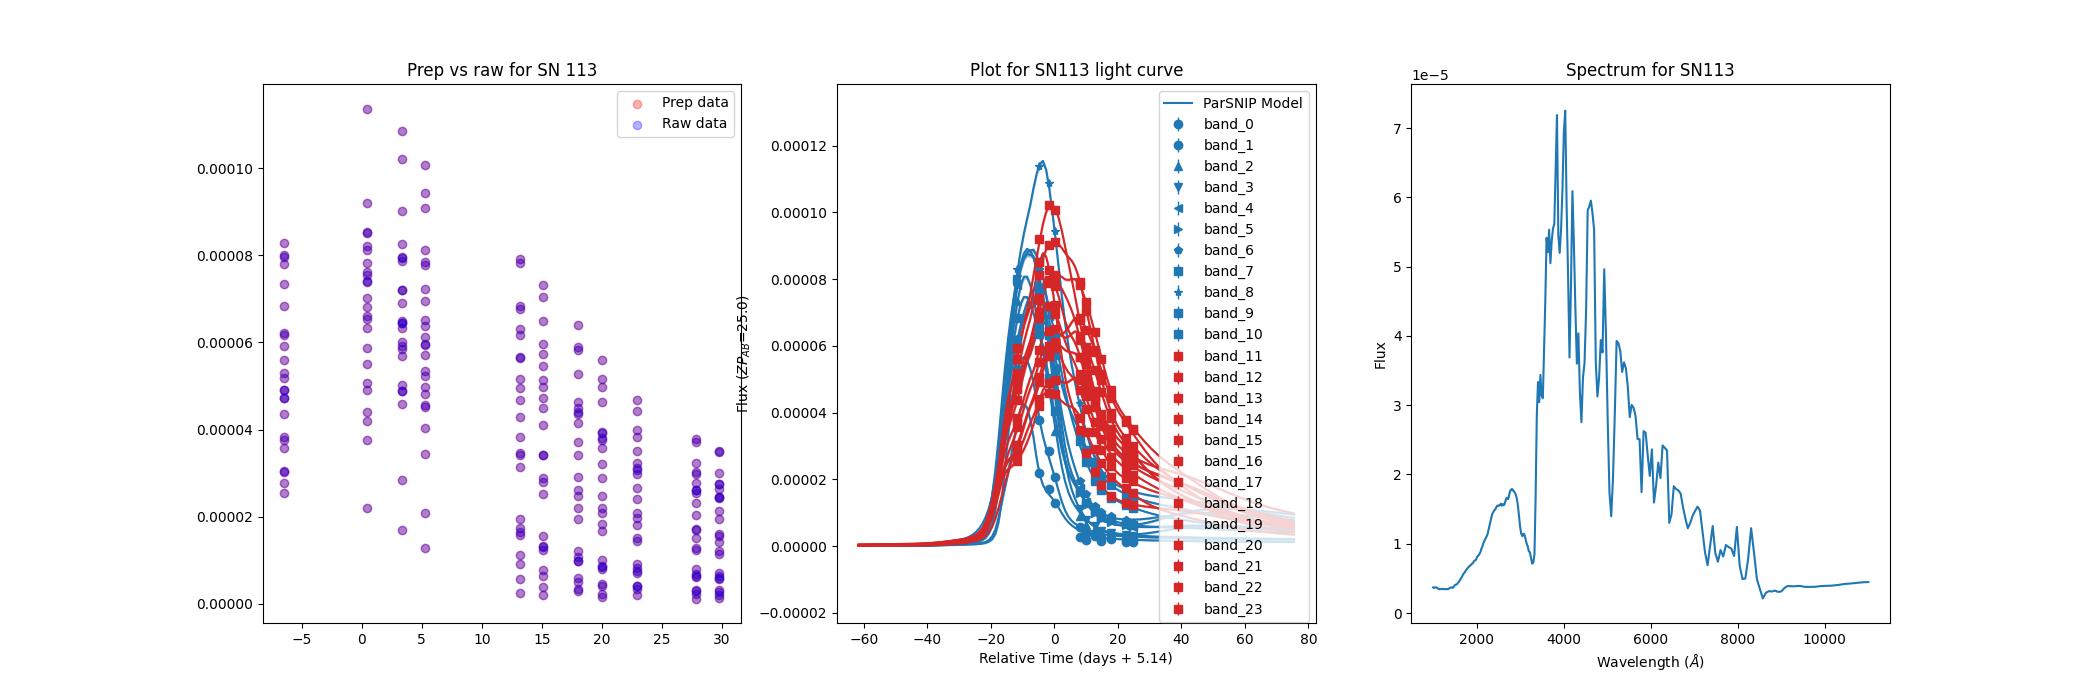 Prep vs raw for SN 113
Prep data
Raw data
0.00010
0.00008
0.00006
0.00004
0.00002
0.00000
−5
0
5
10
15
20
25
30
Plot for SN113 light curve
Flux (ZP_AB=25.0)
0.00012
0.00010
0.00008
0.00006
0.00004
0.00002
0.00000
−0.00002
ParSNIP Model
band_0
band_1
band_2
band_3
band_4
band_5
band_6
band_7
band_8
band_9
band_10
band_11
band_12
band_13
band_14
band_15
band_16
band_17
band_18
band_19
band_20
band_21
band_22
band_23
−60
−40
−20
0
20
40
60
80
Relative Time (days + 5.14)
Spectrum for SN113
1e−5
Flux
7
6
5
4
3
2
1
0
2000
4000
6000
8000
10000
Wavelength (Å)